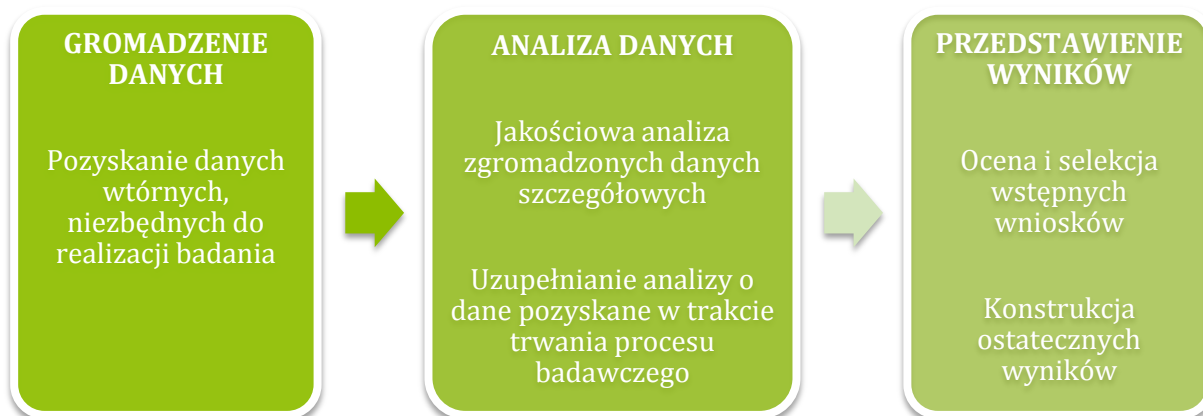 GROMADZENIE
DANYCH
Pozyskanie danych
wtórnych,
niezbędnych do
realizacji badania
ANALIZA DANYCH
Jakościowa analiza
zgromadzonych danych
szczegółowych
Uzupełnianie analizy o
dane pozyskane w trakcie
trwania procesu
badawczego
PRZEDSTAWIENIE
WYNIKÓW
Ocena i selekcja
wstępnych
wniosków
Konstrukcja
ostatecznych
wyników